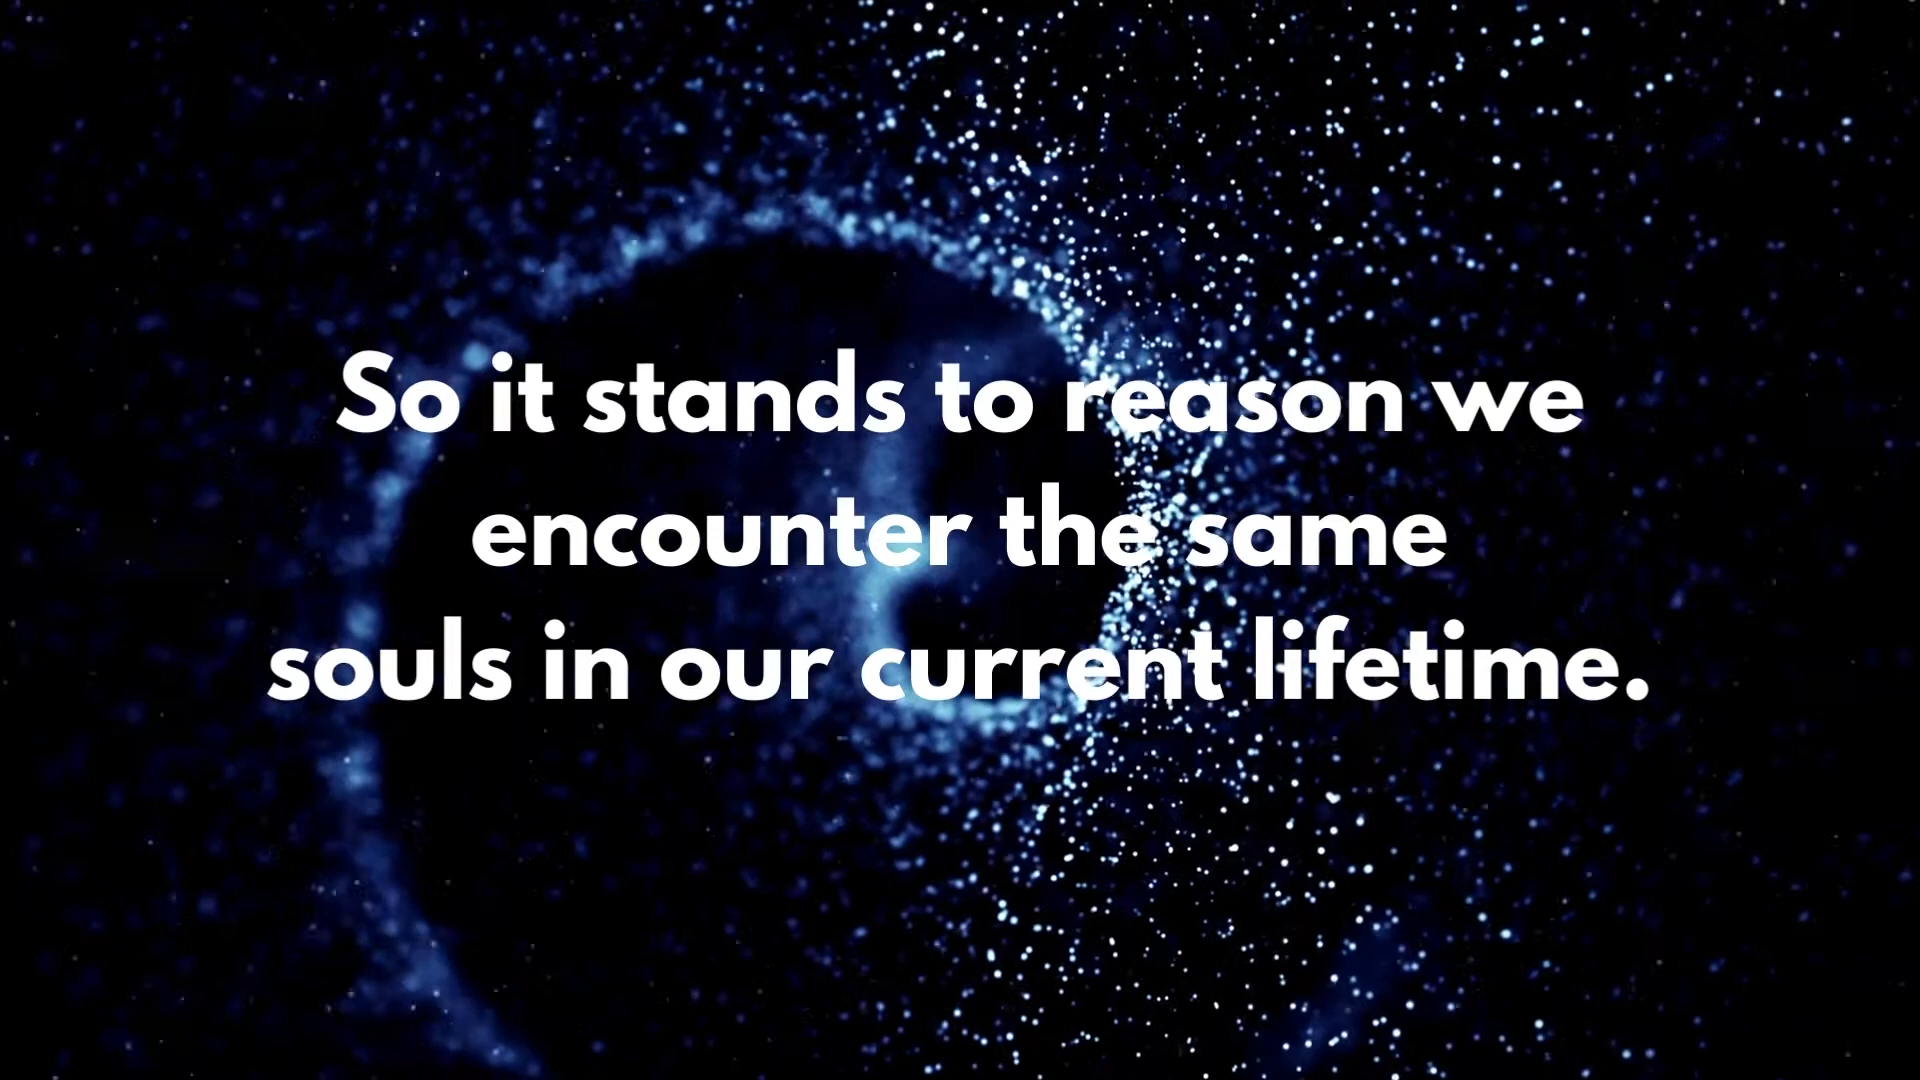 So it stands to reason we
encounter the same
souls in our current lifetime.